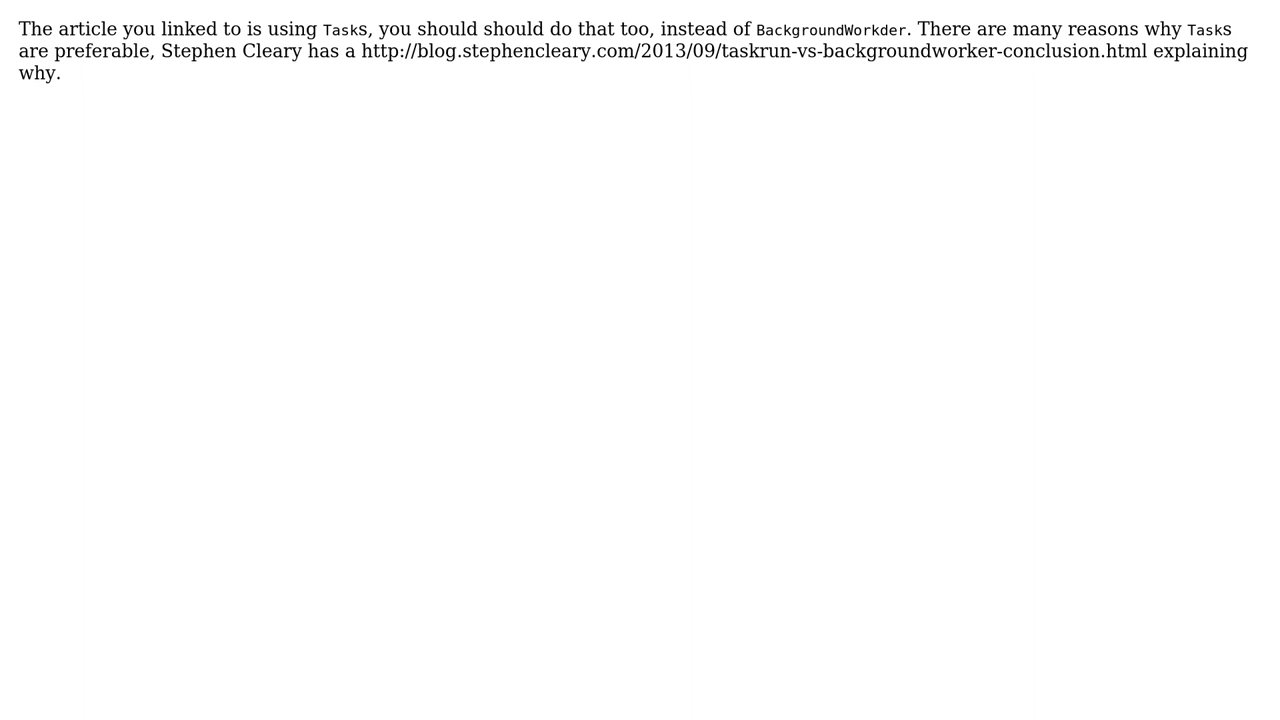 The article you linked to is using Tasks, you should should do that too, instead of BackgroundWorkder. There are many reasons why Tasks
are preferable, Stephen Cleary has a http://blog.stephencleary.com/2013/09/taskrun-vs-backgroundworker-conclusion.html explaining
why.